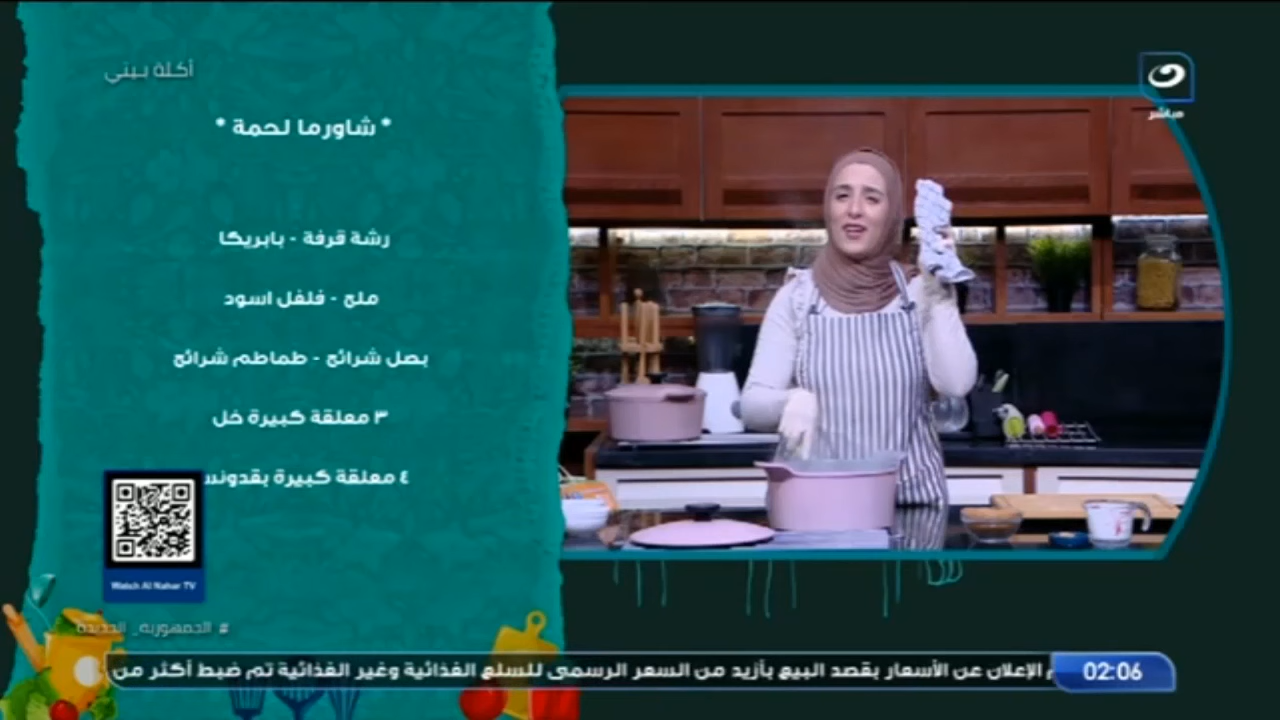 أكلة بيتي
* شاورما لحمة *
رشة قرفة - بابريكا
ملح - فلفل اسود
بصل شرائح - طماطم شرائح
٣ معلقة كبيرة خل
٤ معلقة كبيرة بقدونس
مباشر
Watch Al Nahar TV
# الجمهورية_الجديدة
م الإعلان عن الأسعار بقصد البيع بأزيد من السعر الرسمى للسلع الغذائية وغير الغذائية تم ضبط أكثر من
02:06